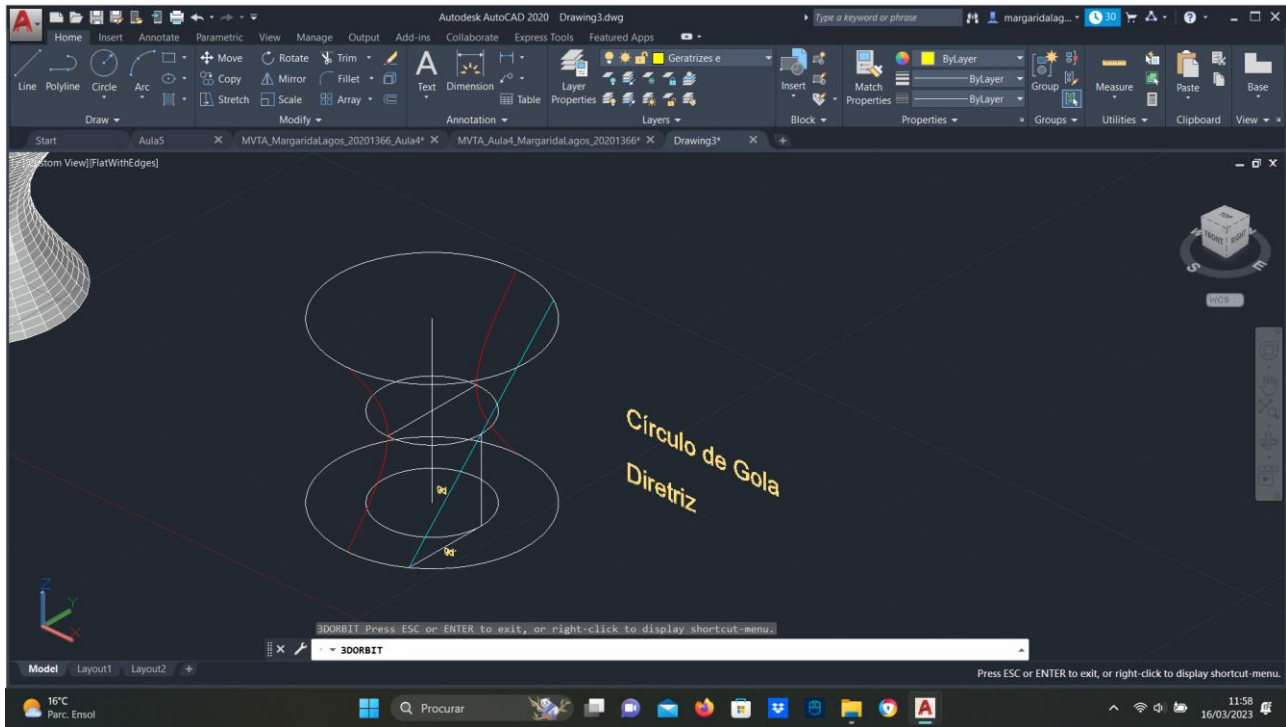 Autodesk AutoCAD 2020 Drawing3.dwg
Type a keyword or phrase
margaridalag...
30
Home Insert Annotate Parametric View Manage Output Add-ins Collaborate Express Tools Featured Apps
Line Polyline Circle Arc
Move Rotate Trim
Copy Mirror Fillet
Stretch Scale Array
Text Dimension
Table
Layer Properties
Geratrizes e
Insert
Match Properties
ByLayer
ByLayer
ByLayer
Group
Measure
Paste
Base
Draw Modify Annotation Layers Block Properties Groups Utilities Clipboard View
Start Aula5 MVTA_MargaridaLagos_20201366_Aula4* MVTA_Aula4_MargaridaLagos_20201366* Drawing3*
[FlatWithEdges]
TOP
FRONT RIGHT
S E
WCS
Círculo de Gola
Diretriz
Z
Y
X
3DORBIT Press ESC or ENTER to exit, or right-click to display shortcut-menu.
3DORBIT
Model Layout1 Layout2 +
Press ESC or ENTER to exit, or right-click to display shortcut-menu.
16°C
Parc. Ensol
Procurar
11:58
16/03/2023